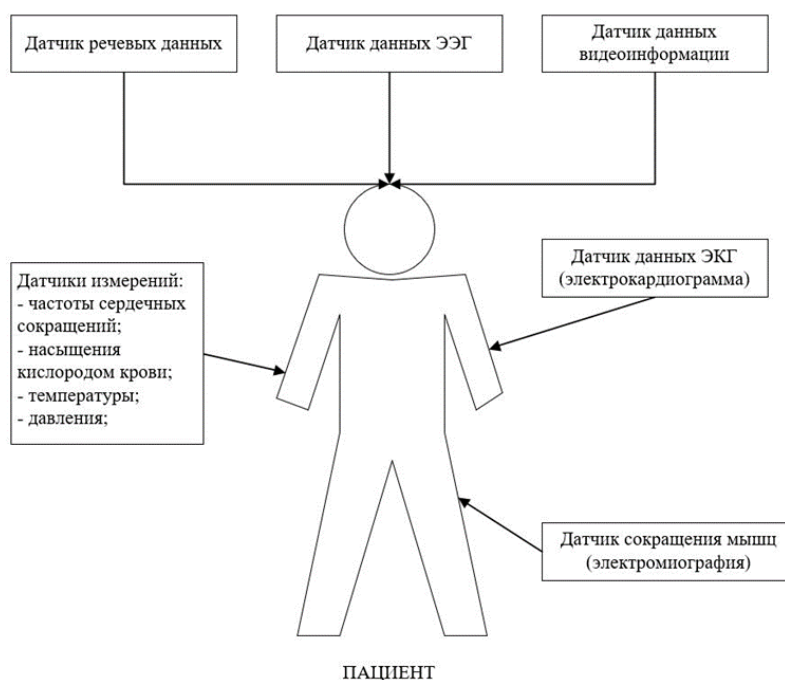 Датчик речевых данных
Датчик данных ЭЭГ
Датчик данных
видеоинформации
Датчики измерений:
- частоты сердечных
сокращений;
- насыщения
кислородом крови;
- температуры;
- давления;
Датчик данных ЭКГ
(электрокардиограмма)
Датчик сокращения мышц
(электромиография)
ПАЦИЕНТ